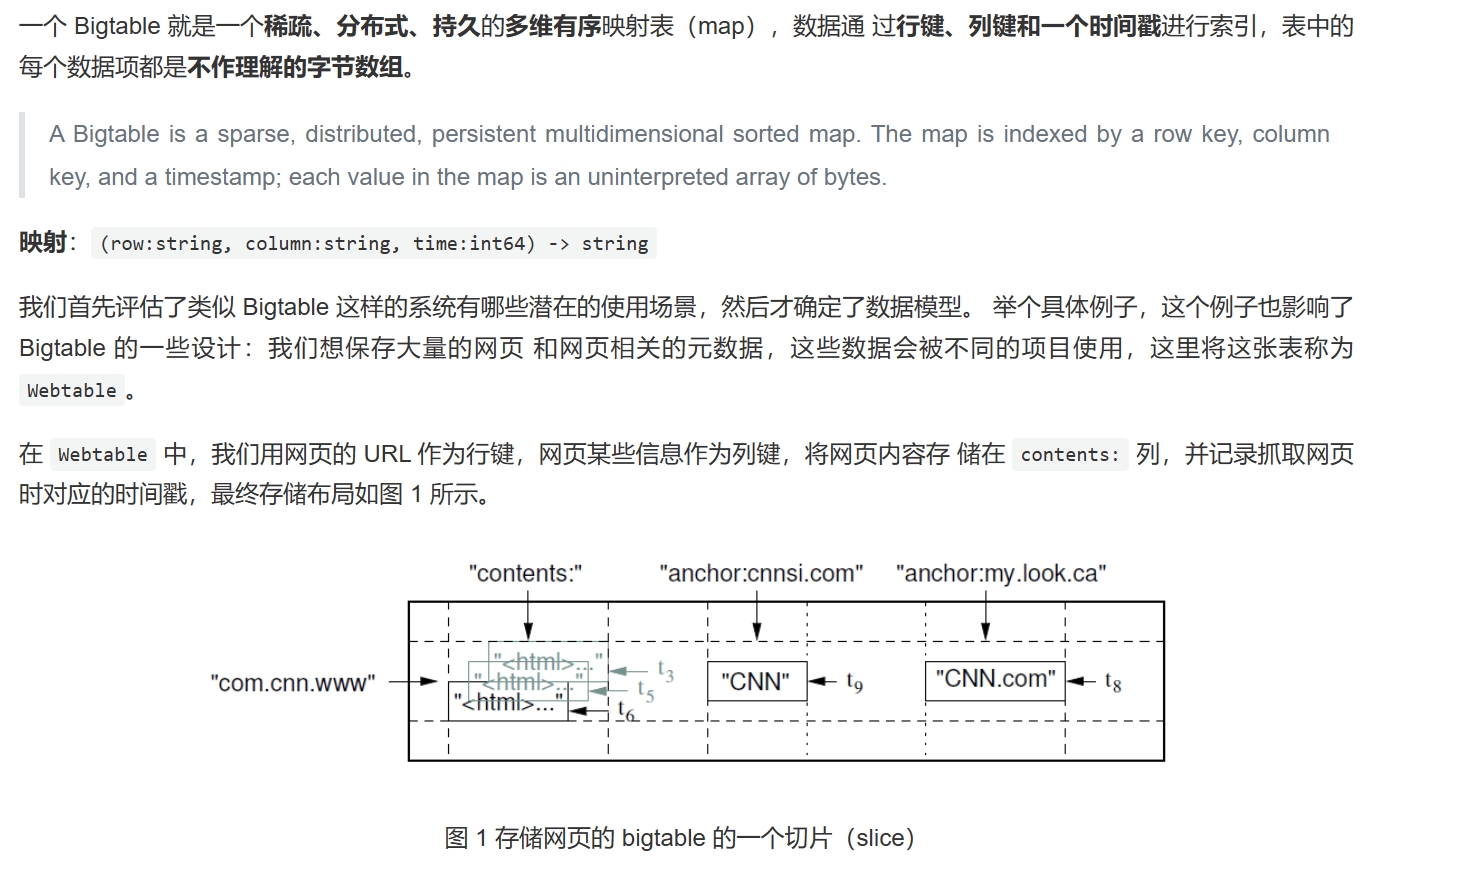 一个 Bigtable 就是一个稀疏、分布式、持久的多维有序映射表（map），数据通 过行键、列键和一个时间戳进行索引，表中的
每个数据项都是不作理解的字节数组。
A Bigtable is a sparse, distributed, persistent multidimensional sorted map. The map is indexed by a row key, column
key, and a timestamp; each value in the map is an uninterpreted array of bytes.
映射： (row:string, column:string, time:int64) -> string
我们首先评估了类似 Bigtable 这样的系统有哪些潜在的使用场景，然后才确定了数据模型。 举个具体例子，这个例子也影响了
Bigtable 的一些设计：我们想保存大量的网页 和网页相关的元数据，这些数据会被不同的项目使用，这里将这张表称为
Webtable 。
在 Webtable 中，我们用网页的 URL 作为行键，网页某些信息作为列键，将网页内容存 储在 contents: 列，并记录抓取网页
时对应的时间戳，最终存储布局如图 1 所示。
"contents:" "anchor:cnnsi.com" "anchor:my.look.ca"
"<html>..." t3
"com.cnn.www" "<html>..." t5 "CNN" t9 "CNN.com" t8
"<html>..." t6
图 1 存储网页的 bigtable 的一个切片（slice）